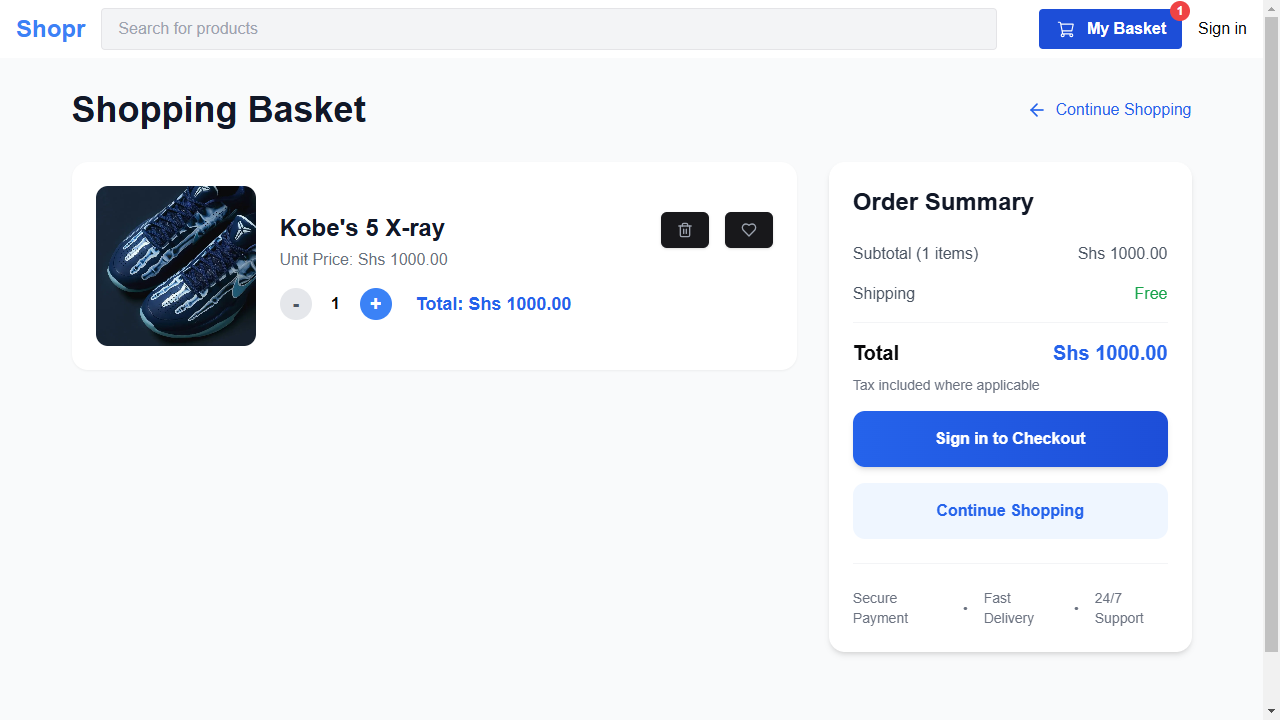 Shopr
Search for products
My Basket
1
Sign in
Shopping Basket
Continue Shopping
Kobe's 5 X-ray
Unit Price: Shs 1000.00
- 1 +
Total: Shs 1000.00
Order Summary
Subtotal (1 items) Shs 1000.00
Shipping Free
Total Shs 1000.00
Tax included where applicable
Sign in to Checkout
Continue Shopping
Secure Payment • Fast Delivery • 24/7 Support